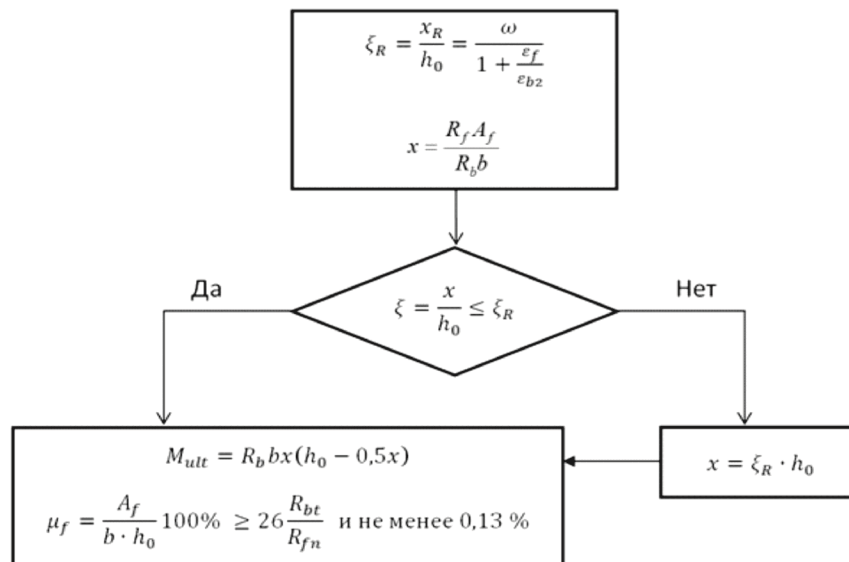 ξ_R = x_R / h_0 = ω / (1 + ε_f / ε_b2)
x = R_f A_f / R_b b
Да
ξ = x / h_0 ≤ ξ_R
Нет
M_ult = R_b bx(h_0 − 0,5x)
μ_f = A_f / (b · h_0) 100% ≥ 26 R_bt / R_fn и не менее 0,13 %
x = ξ_R · h_0